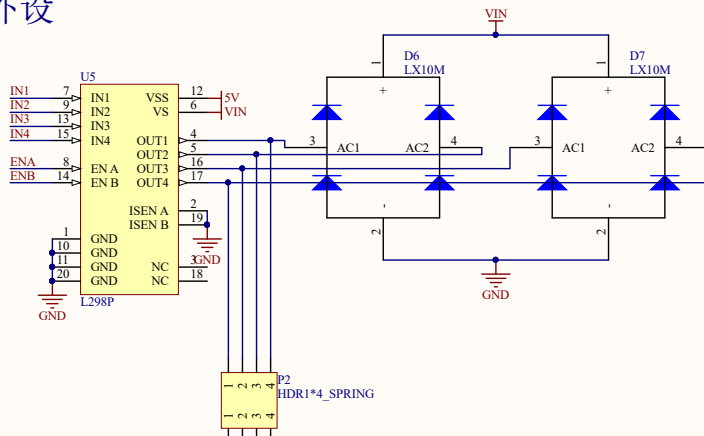 外设
VIN
U5
D6
LX10M
D7
LX10M
IN1 7 IN1 VSS 12 5V
IN2 9 IN2 VS 6 VIN
IN3 13 IN3
IN4 15 IN4 OUT1 4
OUT2 5
ENA 8 EN A OUT3 16
ENB 14 EN B OUT4 17
ISEN A 2
ISEN B 19
1 GND
10 GND
11 GND NC 3 GND
20 GND NC 18
GND
L298P
1 + 3 AC1 AC2 4 - 2
1 + 3 AC1 AC2 4 - 2
GND
P2
HDR1*4_SPRING
1 2 3 4
1 2 3 4